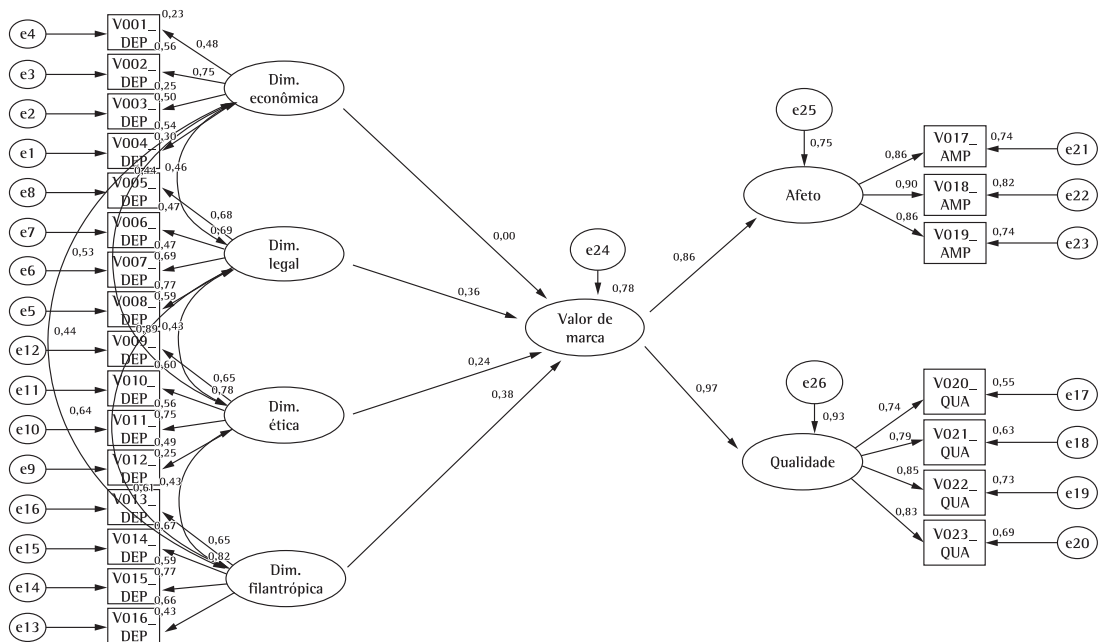 e4
V001_
DEP
0,23
0,56
0,48
e3
V002_
DEP
0,25
0,75
Dim.
econômica
e2
V003_
DEP
0,54
0,50
e1
V004_
DEP
0,30
e8
V005_
DEP
0,44
0,46
0,47
0,68
e7
V006_
DEP
0,47
0,69
Dim.
legal
e6
V007_
DEP
0,69
0,77
e5
V008_
DEP
0,59
0,53
0,44
0,89
0,43
e12
V009_
DEP
0,60
0,65
e11
V010_
DEP
0,56
0,78
Dim.
ética
e10
V011_
DEP
0,75
0,49
0,64
e9
V012_
DEP
0,25
0,61
0,43
e16
V013_
DEP
0,67
0,65
e15
V014_
DEP
0,59
0,82
Dim.
filantrópica
e14
V015_
DEP
0,77
0,66
e13
V016_
DEP
0,43
0,00
0,36
0,24
0,38
e24
0,78
Valor de
marca
0,86
0,97
e25
0,75
Afeto
0,86
0,90
0,86
V017_
AMP
0,74
e21
V018_
AMP
0,82
e22
V019_
AMP
0,74
e23
e26
0,93
Qualidade
0,74
0,79
0,85
0,83
V020_
QUA
0,55
e17
V021_
QUA
0,63
e18
V022_
QUA
0,73
e19
V023_
QUA
0,69
e20